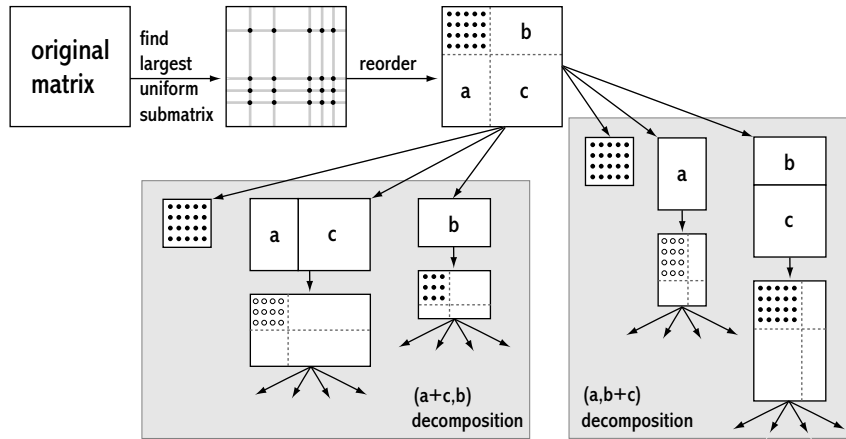 original
matrix
find
largest
uniform
submatrix
reorder
b
a
c
a
c
b
(a+c,b)
decomposition
a
b
c
(a,b+c)
decomposition